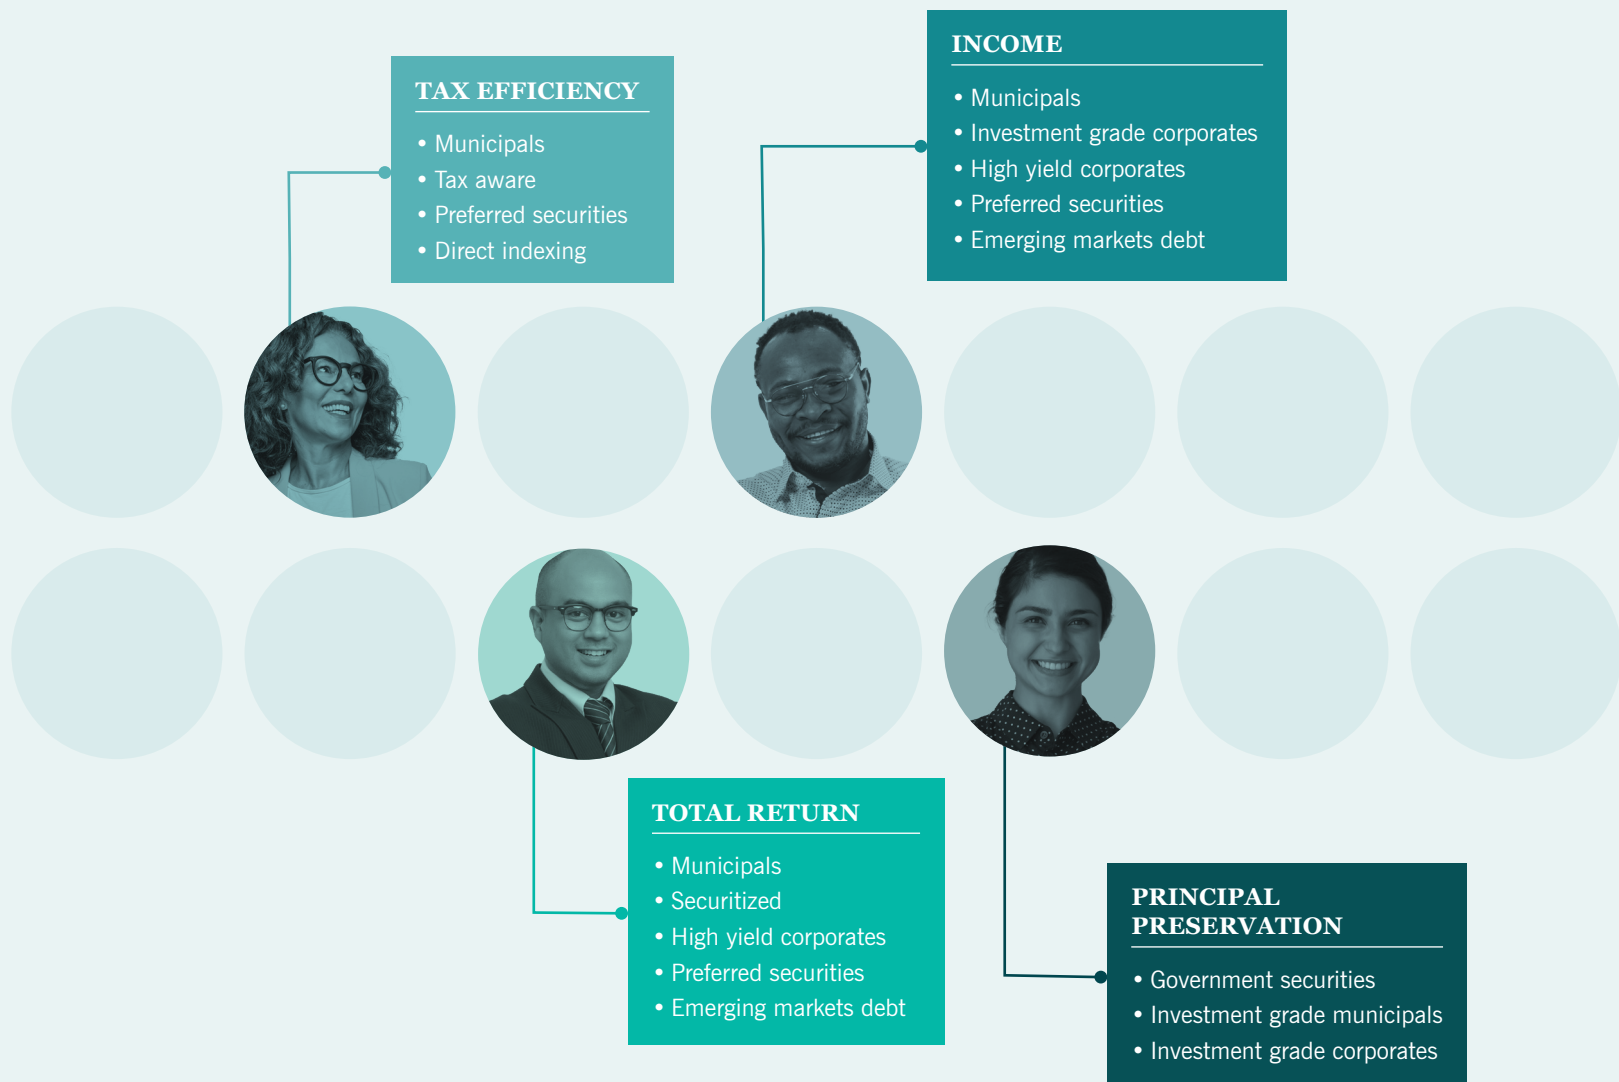 TAX EFFICIENCY
• Municipals
• Tax aware
• Preferred securities
• Direct indexing
INCOME
• Municipals
• Investment grade corporates
• High yield corporates
• Preferred securities
• Emerging markets debt
TOTAL RETURN
• Municipals
• Securitized
• High yield corporates
• Preferred securities
• Emerging markets debt
PRINCIPAL
PRESERVATION
• Government securities
• Investment grade municipals
• Investment grade corporates